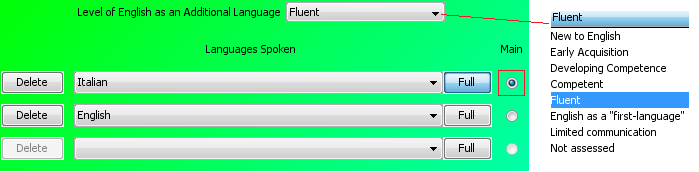 Level of English as an Additional Language Fluent
Languages Spoken Main
Delete Italian Full
Delete English Full
Delete Full
Fluent
New to English
Early Acquisition
Developing Competence
Competent
Fluent
English as a "first-language"
Limited communication
Not assessed